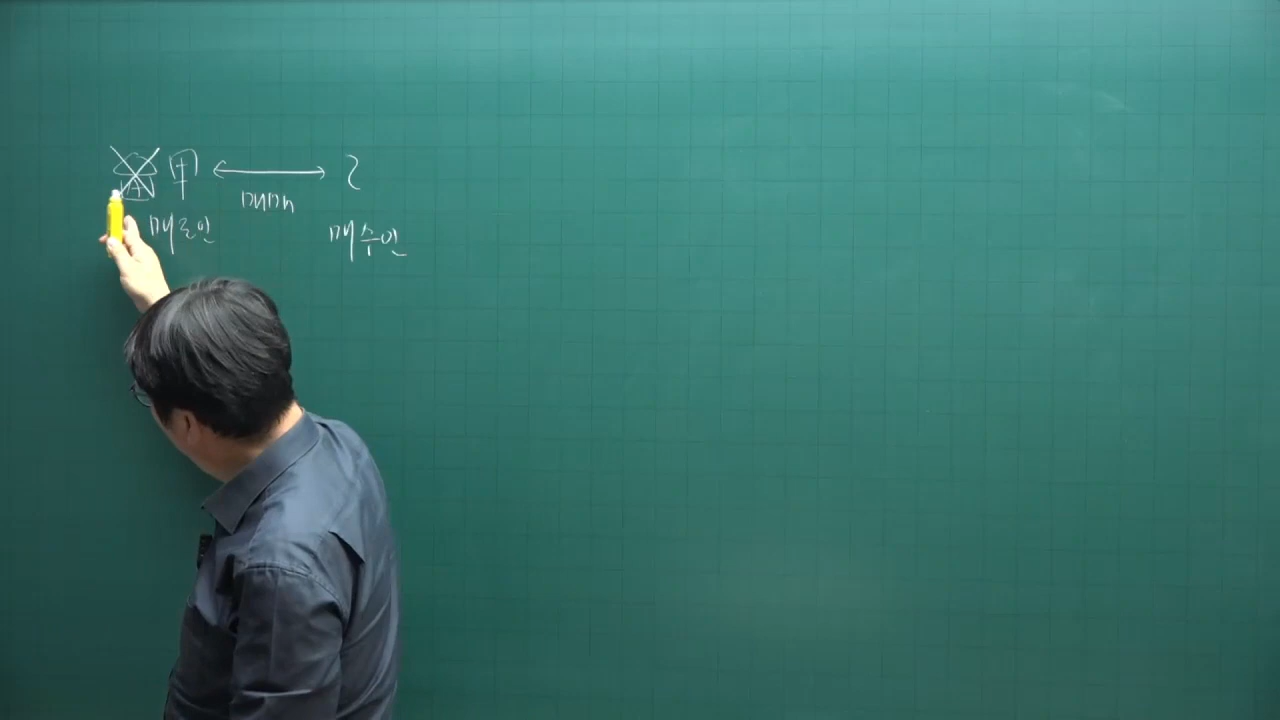 甲 ↔ 乙
매매
매도인 매수인